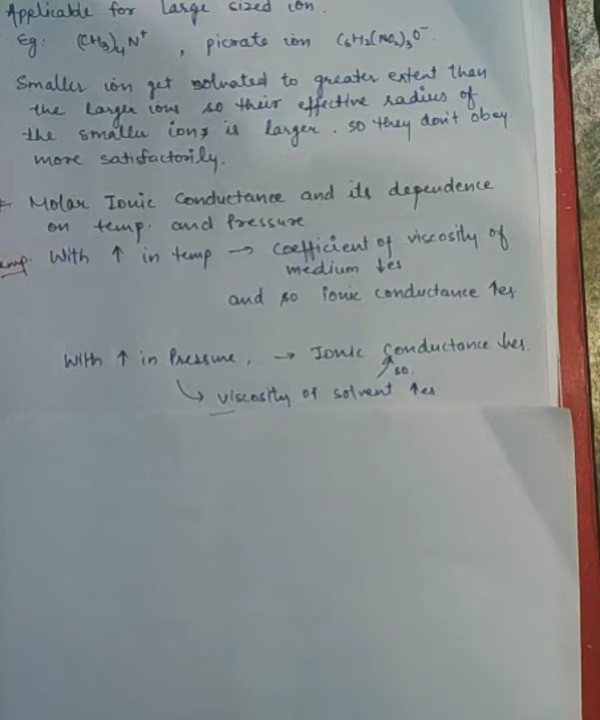 Applicable for Large sized ion.
Eg: (CH3)4N+ , picrate ion C6H2(NO2)3O-
Smaller ion get solvated to greater extent than
the larger ions so their effective radius of
the smaller ions is larger. so they don't obey
more satisfactorily.
Molar Ionic Conductance and its dependence
on temp. and Pressure
emp. With ↑ in temp → coefficient of viscosity of
medium ↓es
and so ionic conductance ↑es
With ↑ in Pressure. → Ionic Conductance ↓es.
so.
↳ viscosity of solvent ↑es